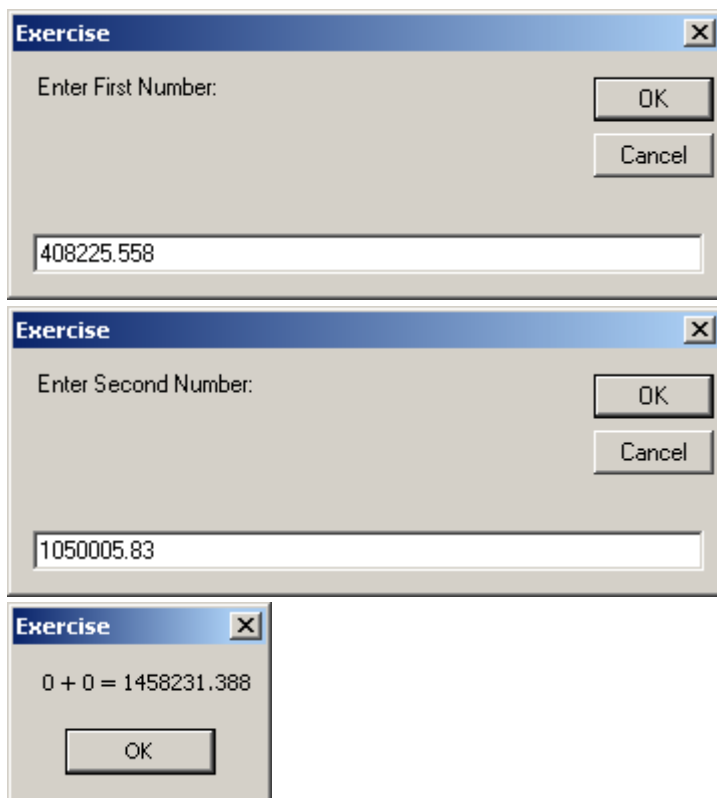 Exercise
Enter First Number:
OK
Cancel
408225.558
Exercise
Enter Second Number:
OK
Cancel
1050005.83
Exercise
0 + 0 = 1458231.388
OK